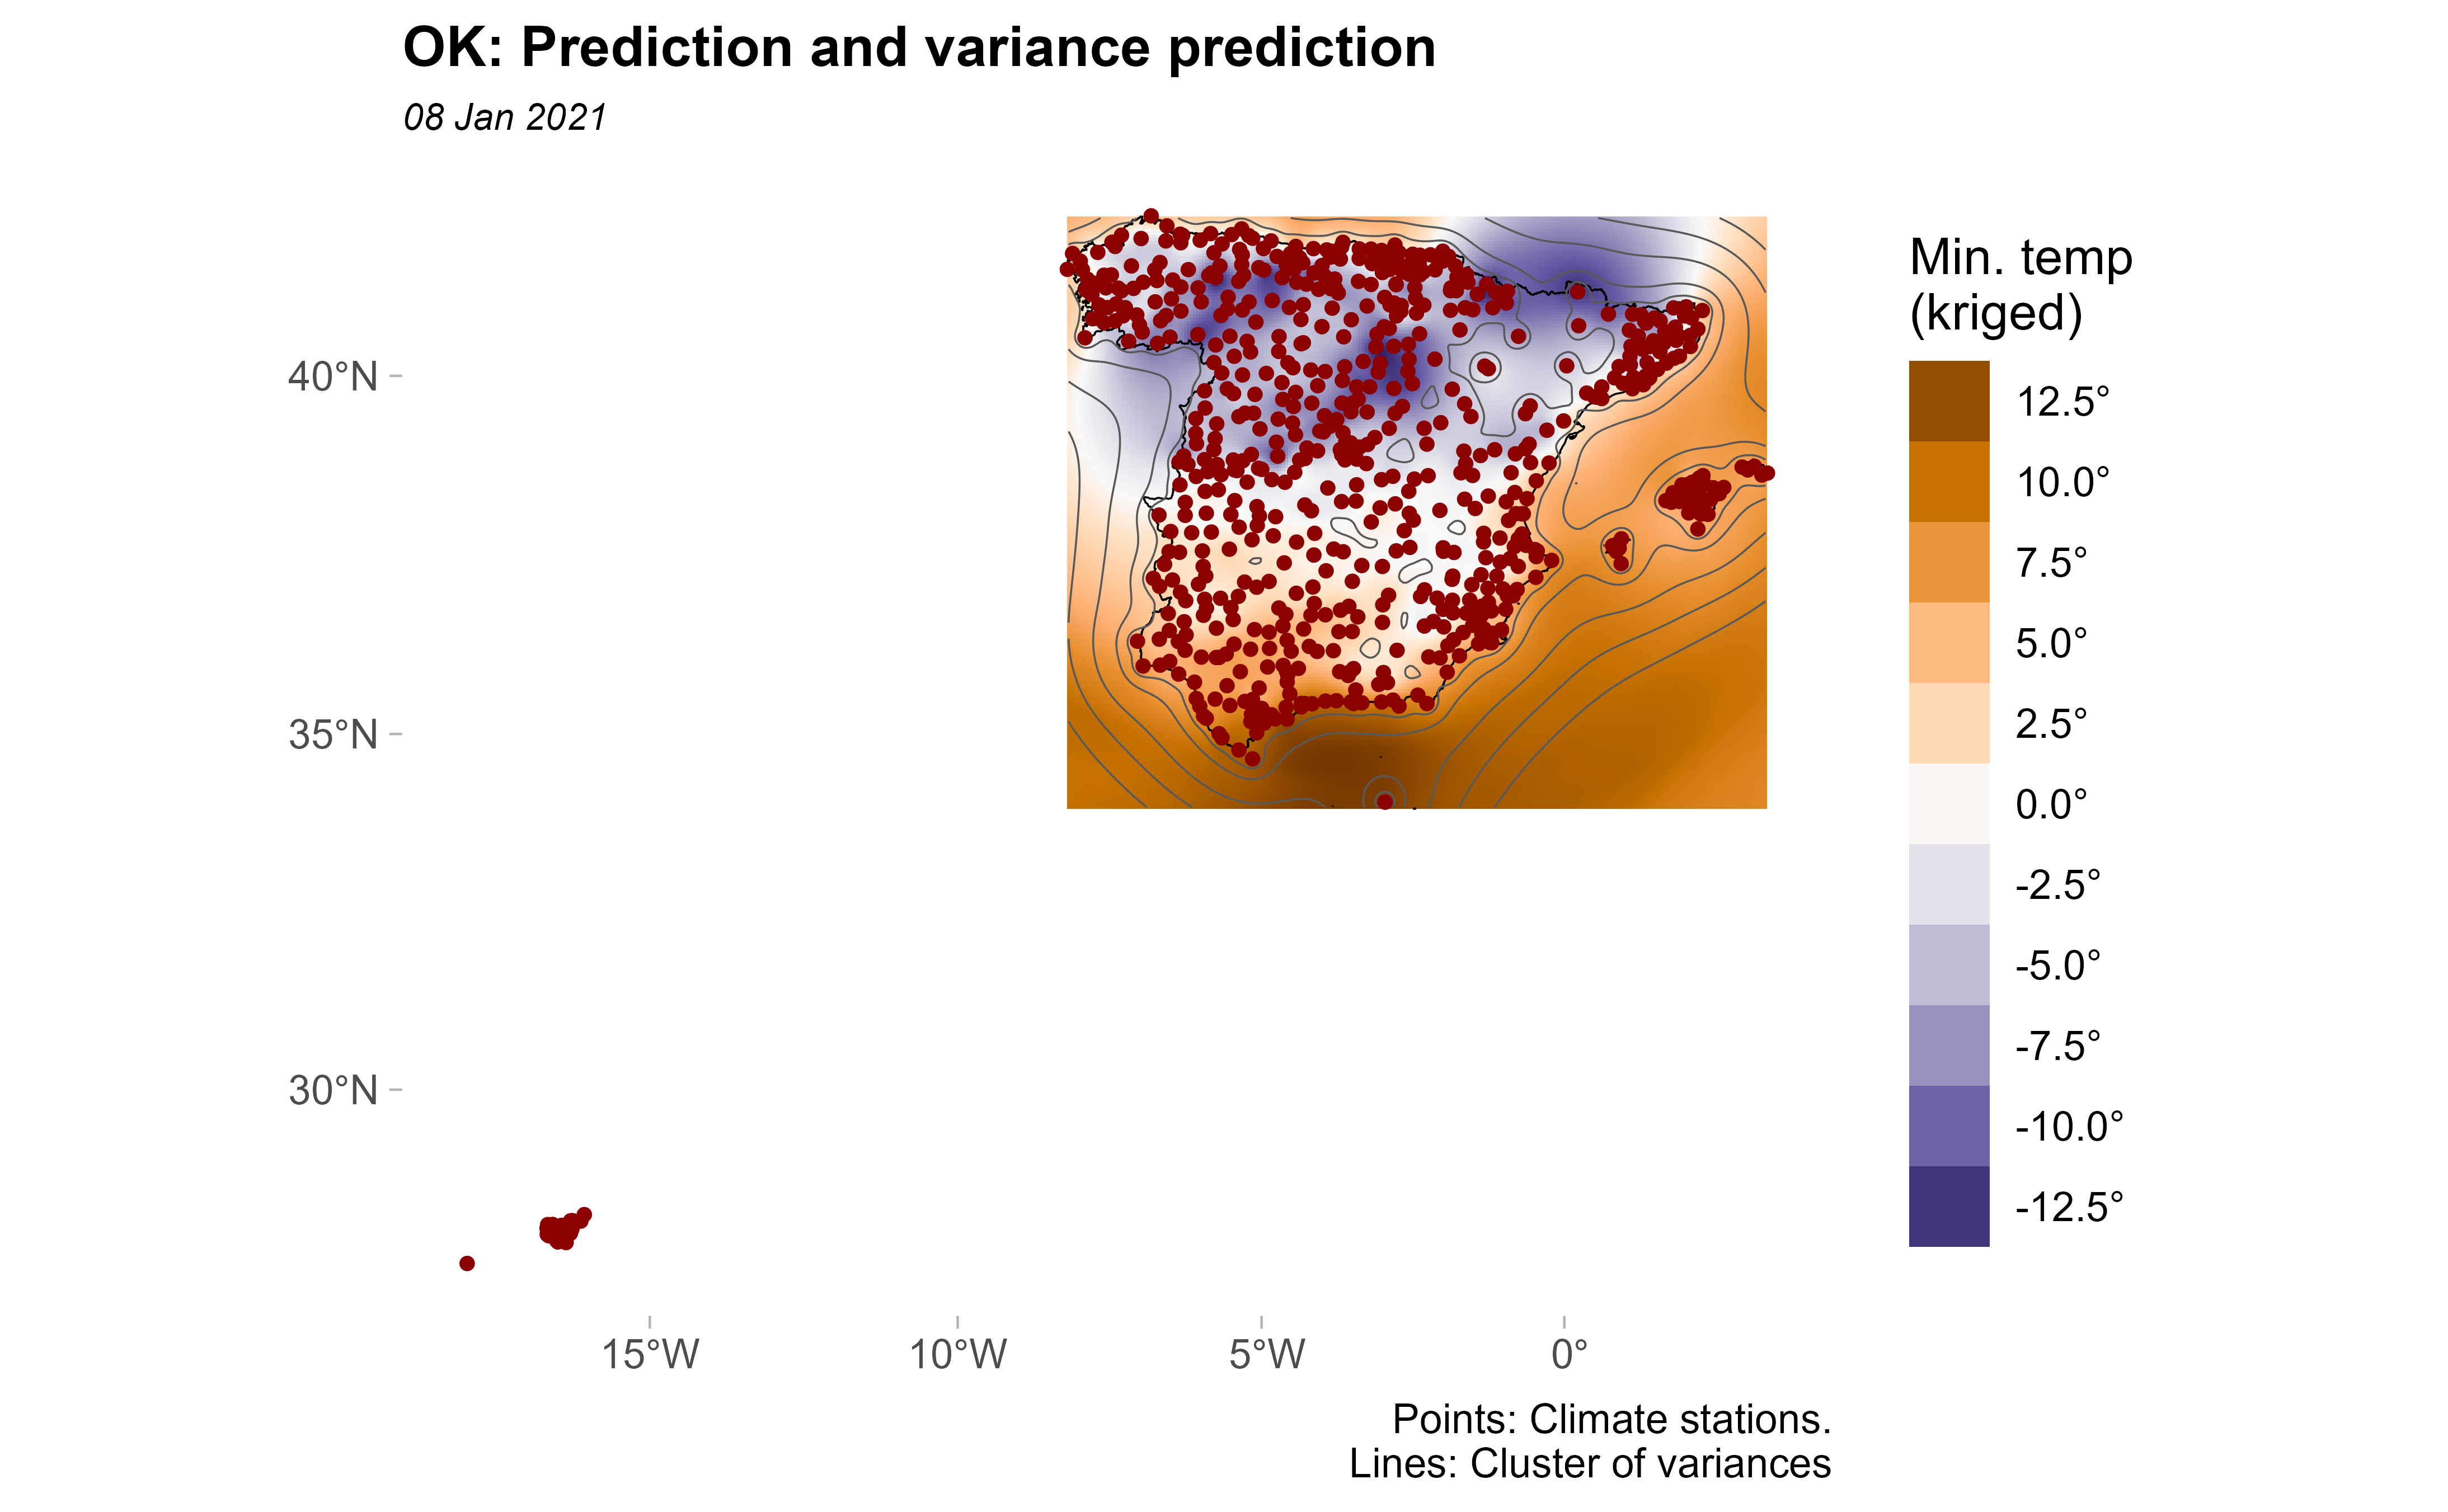 OK: Prediction and variance prediction
08 Jan 2021
Min. temp
(kriged)
12.5°
10.0°
7.5°
5.0°
2.5°
0.0°
-2.5°
-5.0°
-7.5°
-10.0°
-12.5°
40°N
35°N
30°N
15°W
10°W
5°W
0°
Points: Climate stations.
Lines: Cluster of variances